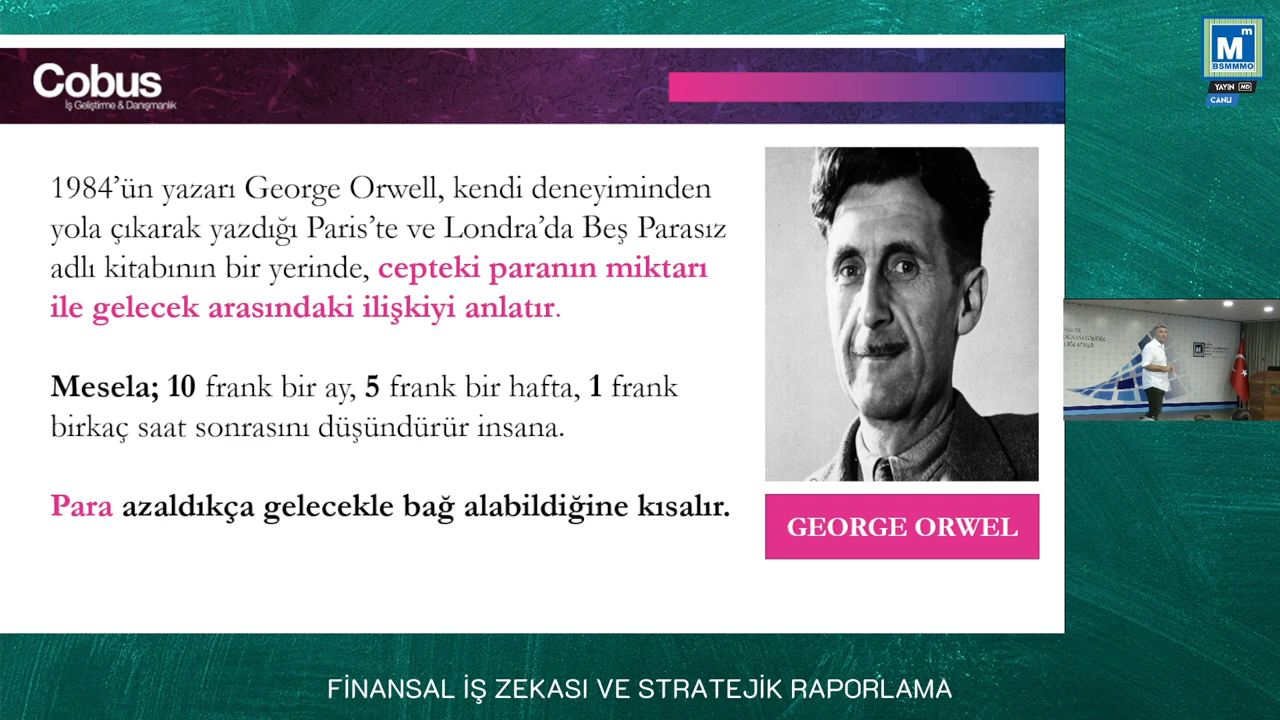 Cobus
İş Geliştirme & Danışmanlık
1984’ün yazarı George Orwell, kendi deneyiminden
yola çıkarak yazdığı Paris’te ve Londra’da Beş Parasız
adlı kitabının bir yerinde, cepteki paranın miktarı
ile gelecek arasındaki ilişkiyi anlatır.
Mesela; 10 frank bir ay, 5 frank bir hafta, 1 frank
birkaç saat sonrasını düşündürür insana.
Para azaldıkça gelecekle bağ alabildiğine kısalır.
GEORGE ORWEL
Mm
BSMMMO
YAYIN HD
CANLI
FİNANSAL İŞ ZEKASI VE STRATEJİK RAPORLAMA